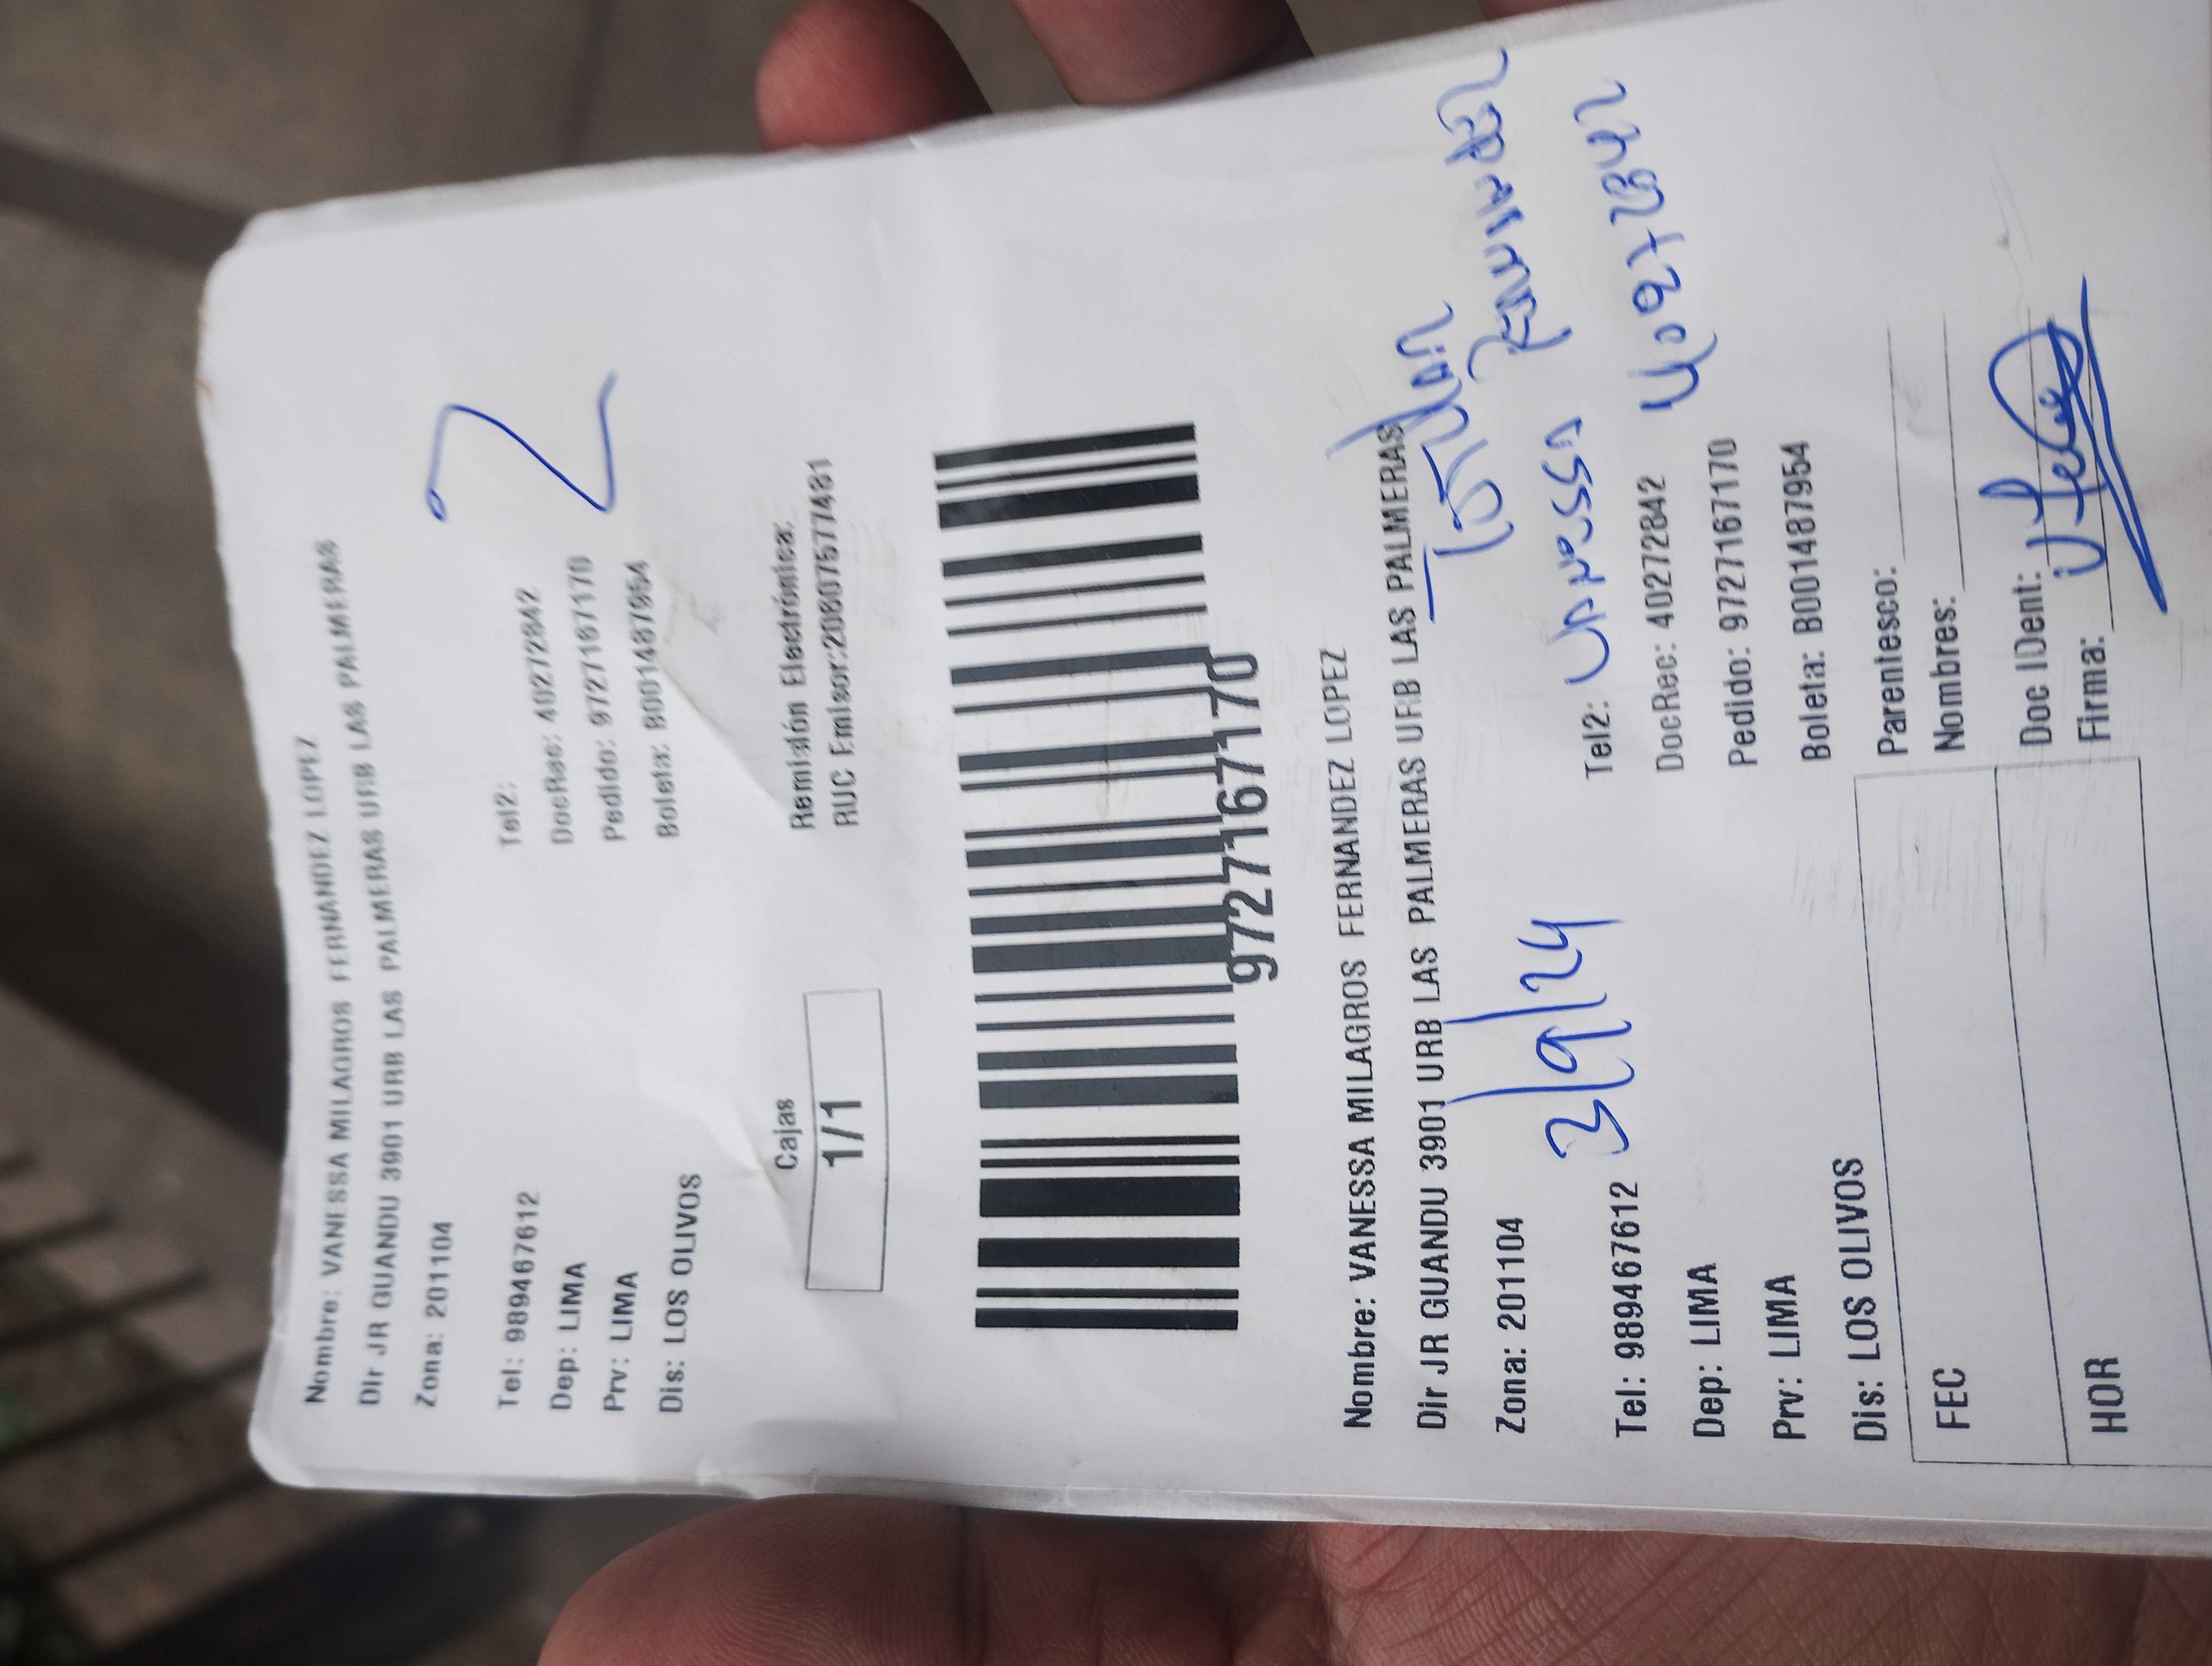 Nombre: VANESSA MILAGROS FERNANDEZ LOPEZ
Dir JR GUANDU 3901 URB LAS PALMERAS URB LAS PALMERAS
Zona: 201104
2
Tel: 989467612 Tel2:
Dep: LIMA DocRec: 40272842
Prv: LIMA Pedido: 9727167170
Dis: LOS OLIVOS Boleta: B001487954
Cajas
1/1
Remisión Electrónica:
RUC Emisor:20607577481
9727167170
Nombre: VANESSA MILAGROS FERNANDEZ LOPEZ
Dir JR GUANDU 3901 URB LAS PALMERAS URB LAS PALMERAS
Zona: 201104
3/9/24
Tel: 989467612 Tel2:
Vanessa Fernandez
Dep: LIMA DocRec: 40272842
40272842
Prv: LIMA Pedido: 9727167170
Dis: LOS OLIVOS Boleta: B001487954
FEC
HOR
Parentesco:
Nombres:
Doc IDent:
Firma: